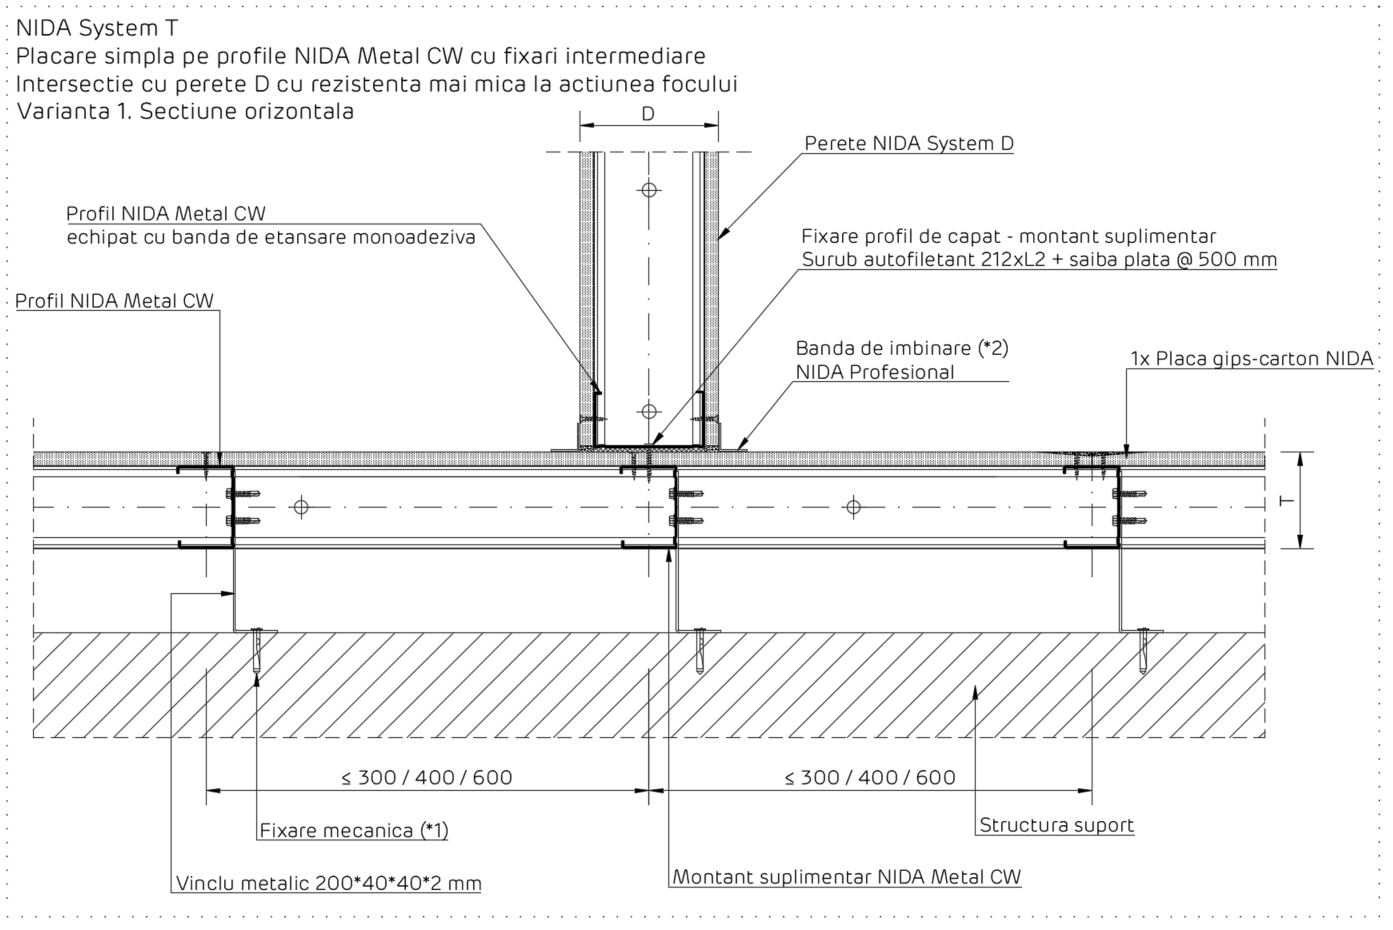 NIDA System T
Placare simpla pe profile NIDA Metal CW cu fixari intermediare
Intersectie cu perete D cu rezistenta mai mica la actiunea focului
Varianta 1. Sectiune orizontala
D
Perete NIDA System D
Profil NIDA Metal CW
echipat cu banda de etansare monoadeziva
Fixare profil de capat - montant suplimentar
Surub autofiletant 212xL2 + saiba plata @ 500 mm
Profil NIDA Metal CW
Banda de imbinare (*2)
NIDA Profesional
1x Placa gips-carton NIDA
T
≤ 300 / 400 / 600
≤ 300 / 400 / 600
Fixare mecanica (*1)
Structura suport
Vinclu metalic 200*40*40*2 mm
Montant suplimentar NIDA Metal CW